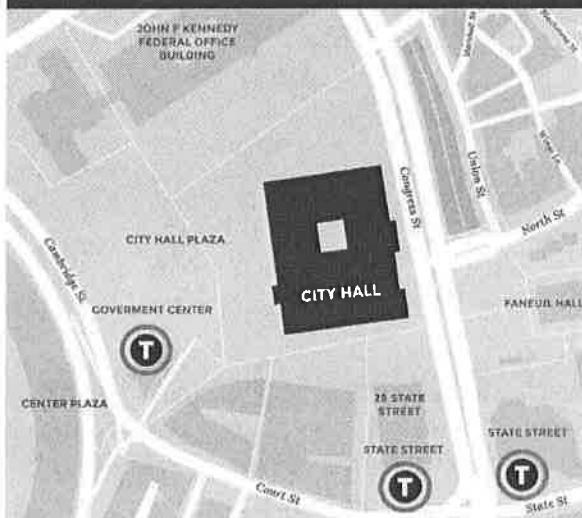 JOHN F KENNEDY
FEDERAL OFFICE
BUILDING
Union St
Congress St
North St
CITY HALL PLAZA
Cambridge St
CITY HALL
GOVERMENT CENTER
FANEUIL HALL
T
CENTER PLAZA
28 STATE
STREET
STATE STREET
STATE STREET
T
T
Court St
State St